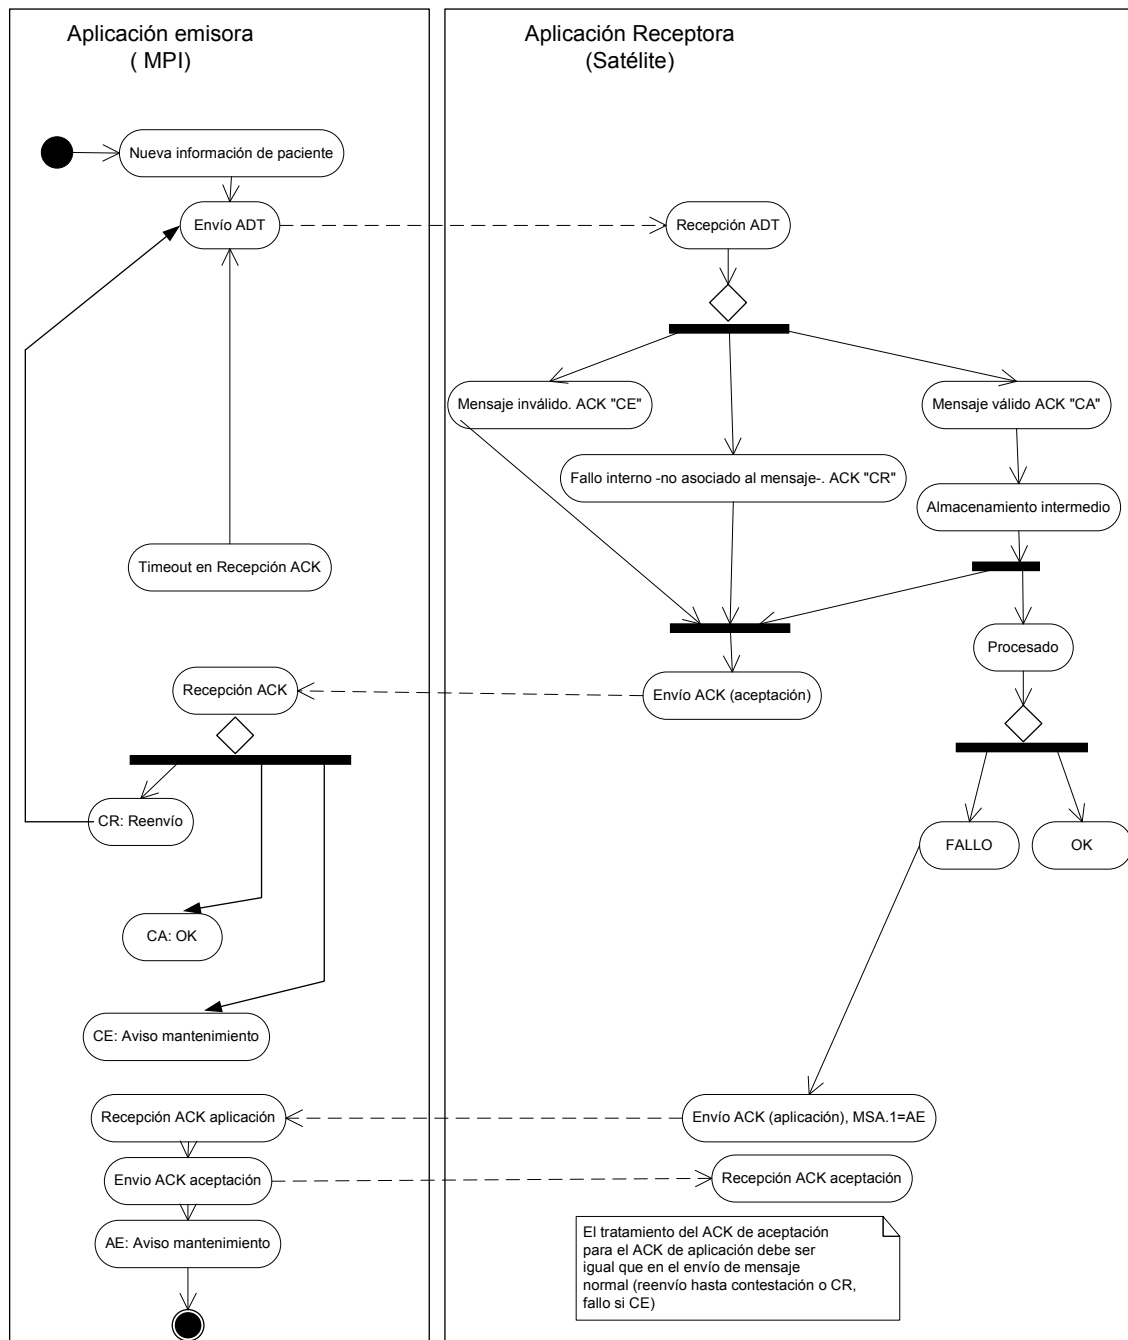 Aplicación emisora
( MPI)
Aplicación Receptora
(Satélite)
Nueva información de paciente
Envío ADT
Recepción ADT
Mensaje inválido. ACK "CE"
Mensaje válido ACK "CA"
Fallo interno -no asociado al mensaje-. ACK "CR"
Almacenamiento intermedio
Timeout en Recepción ACK
Procesado
Recepción ACK
Envío ACK (aceptación)
CR: Reenvío
FALLO
OK
CA: OK
CE: Aviso mantenimiento
Recepción ACK aplicación
Envío ACK (aplicación), MSA.1=AE
Envio ACK aceptación
Recepción ACK aceptación
AE: Aviso mantenimiento
El tratamiento del ACK de aceptación
para el ACK de aplicación debe ser
igual que en el envío de mensaje
normal (reenvío hasta contestación o CR,
fallo si CE)